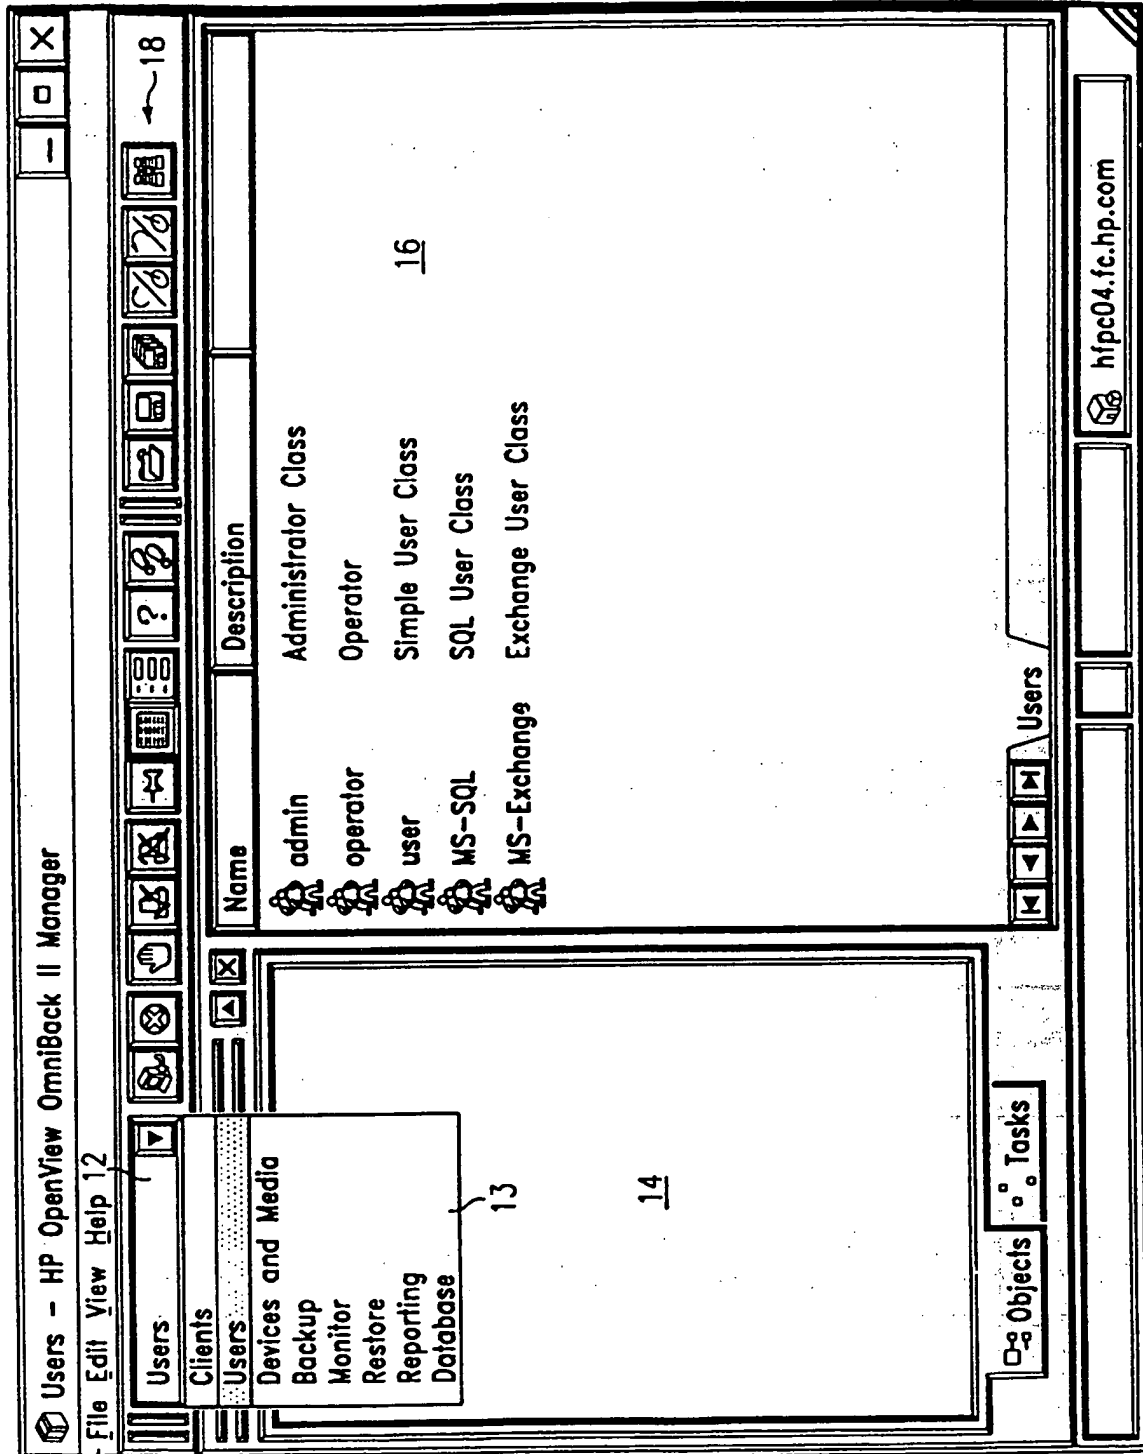 Users - HP OpenView OmniBack II Manager
File Edit View Help 12
Users
18
Clients
Users
Devices and Media
Backup
Monitor
Restore
Reporting
Database
13
14
Objects
Tasks
Name Description
admin Administrator Class
operator Operator
user Simple User Class
MS-SQL SQL User Class
MS-Exchange Exchange User Class
16
Users
hfpc04.fc.hp.com